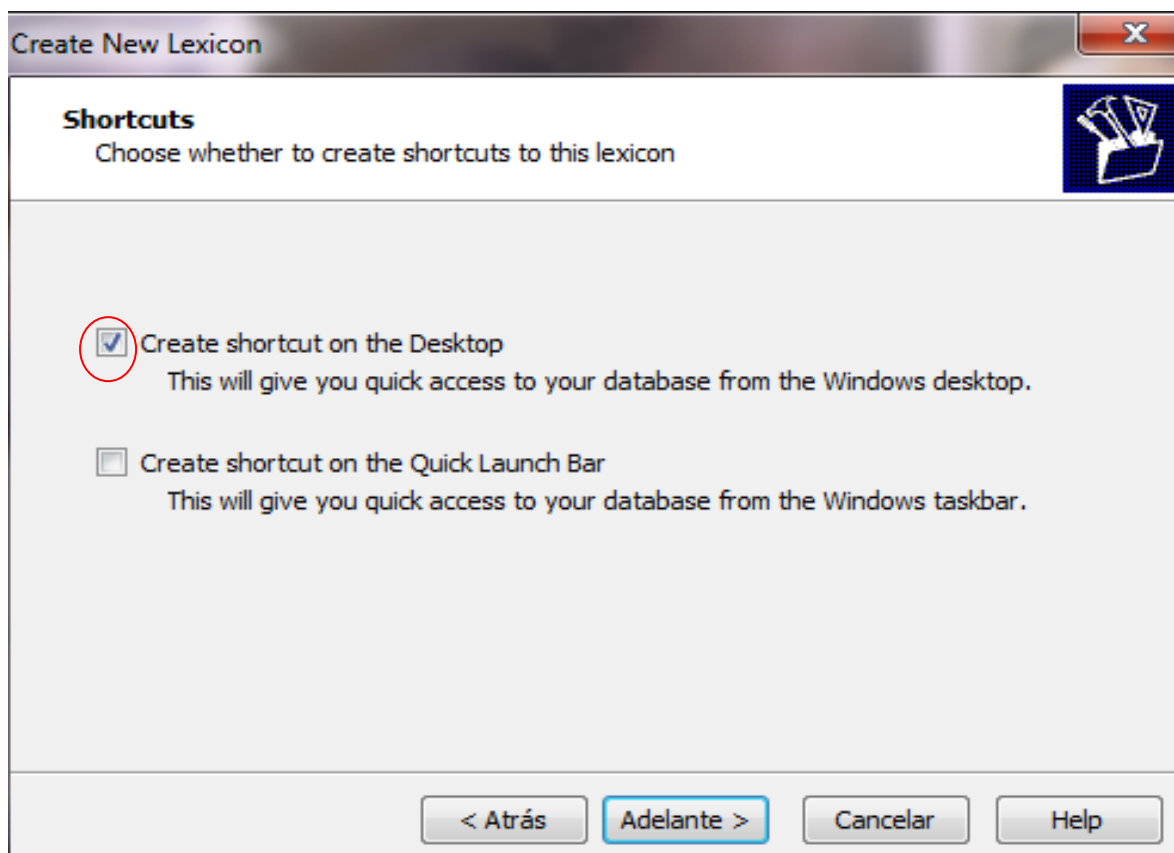 Create New Lexicon
Shortcuts
Choose whether to create shortcuts to this lexicon
Create shortcut on the Desktop
This will give you quick access to your database from the Windows desktop.
Create shortcut on the Quick Launch Bar
This will give you quick access to your database from the Windows taskbar.
< Atrás Adelante > Cancelar Help